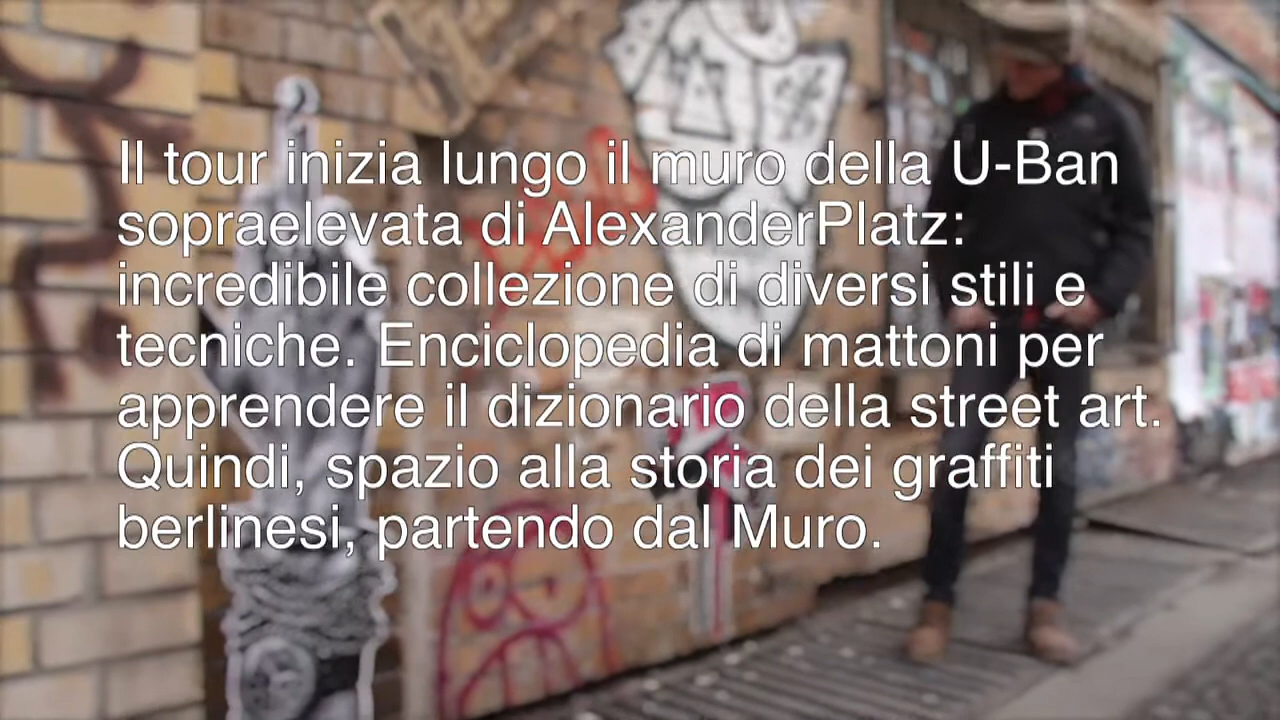 Il tour inizia lungo il muro della U-Ban
sopraelevata di AlexanderPlatz:
incredibile collezione di diversi stili e
tecniche. Enciclopedia di mattoni per
apprendere il dizionario della street art.
Quindi, spazio alla storia dei graffiti
berlinesi, partendo dal Muro.